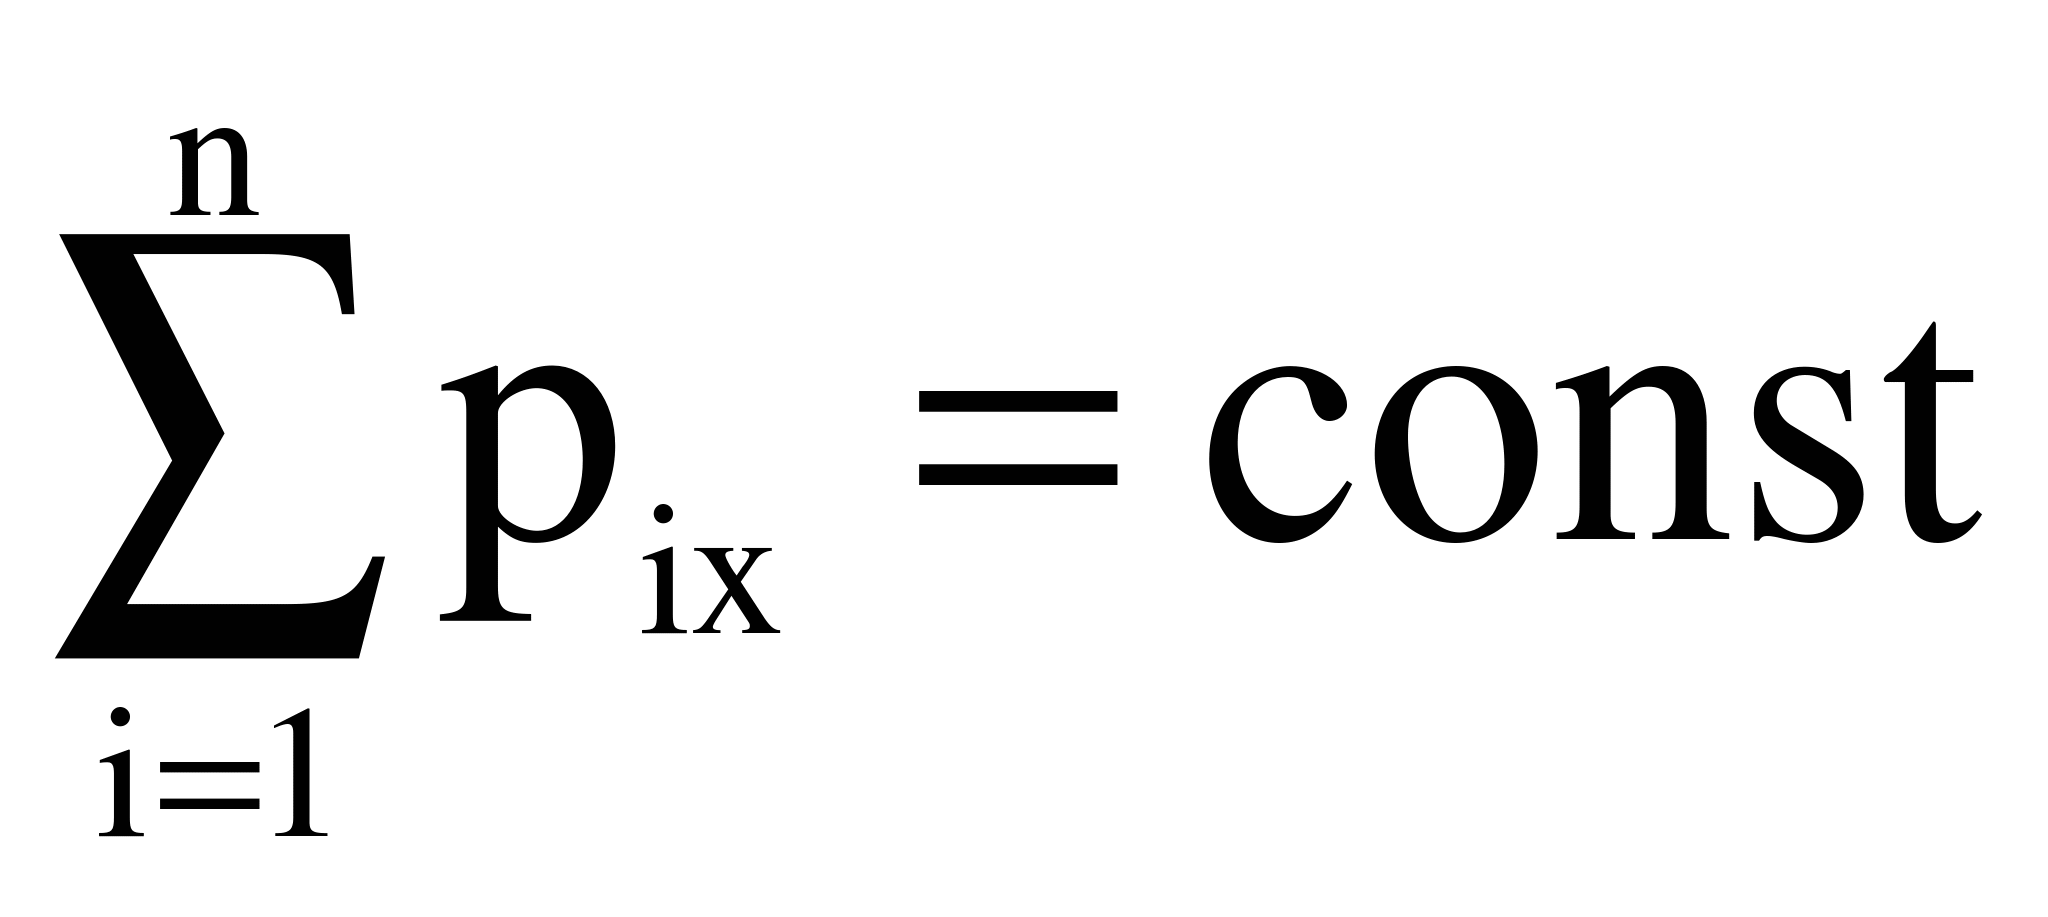 n
∑ p_ix = const
i=1